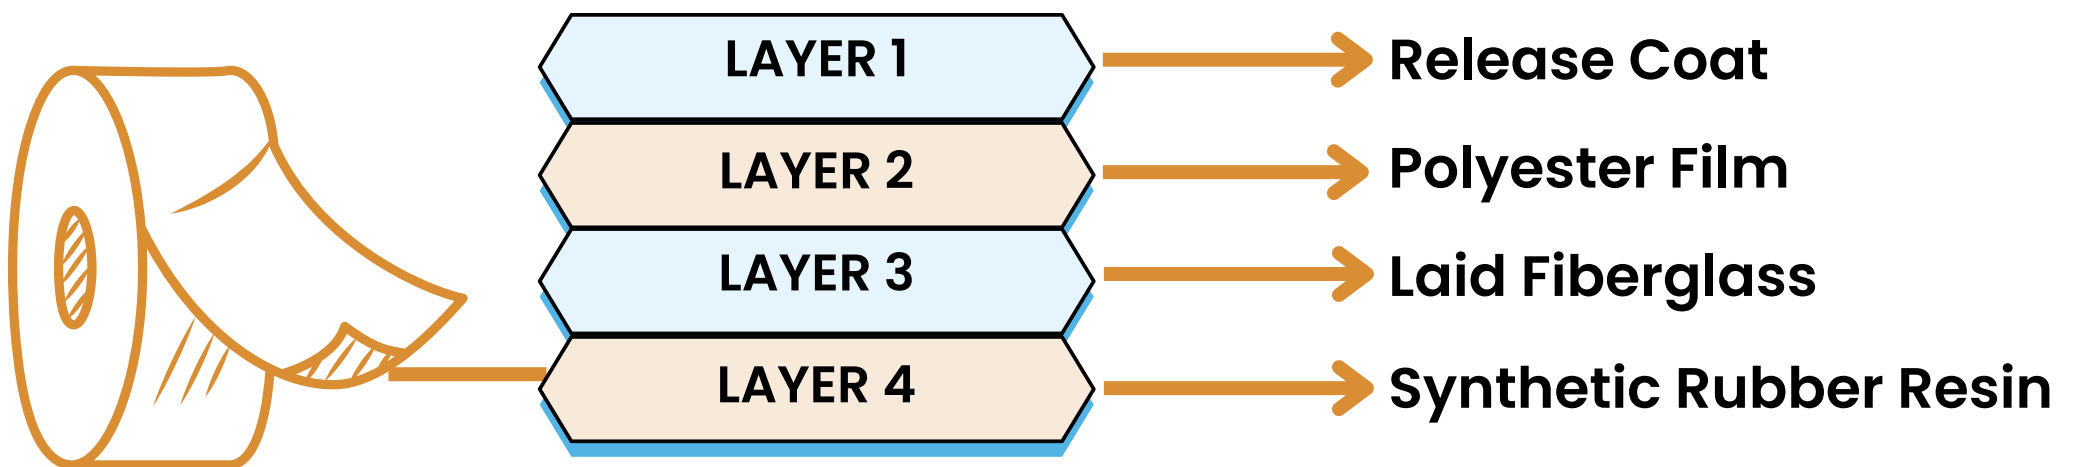 LAYER 1
Release Coat
LAYER 2
Polyester Film
LAYER 3
Laid Fiberglass
LAYER 4
Synthetic Rubber Resin